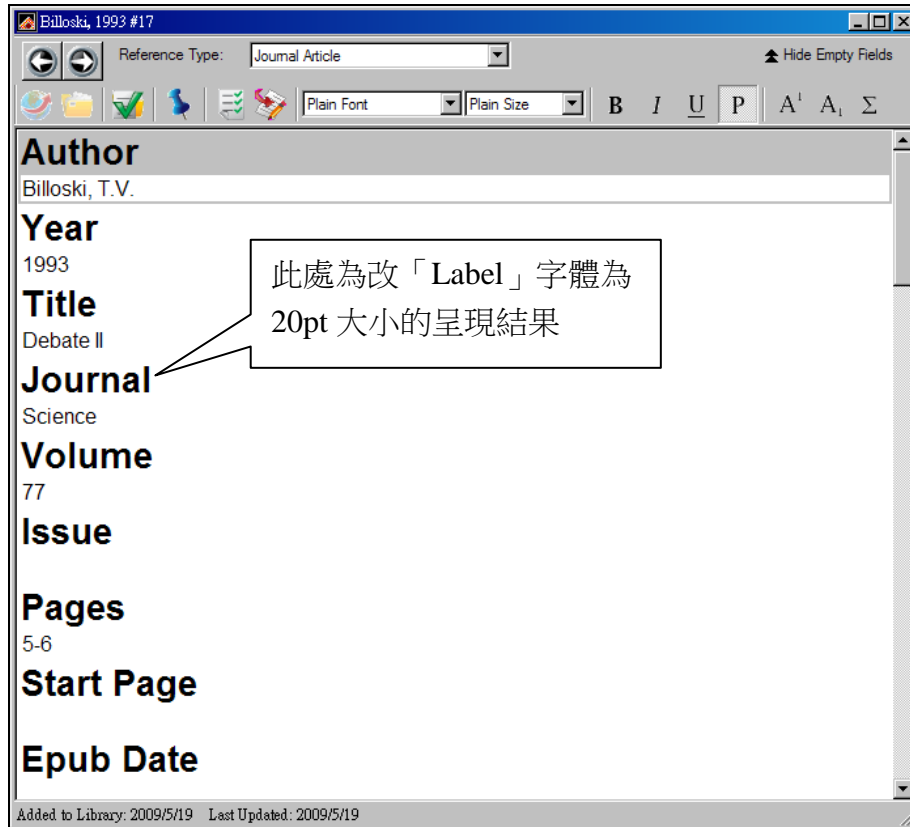 Billoski, 1993 #17
Reference Type: Journal Article Hide Empty Fields
Plain Font Plain Size B I U P A¹ A₁ Σ
Author
Billoski, T.V.
Year
1993
Title
Debate II
Journal
Science
Volume
77
Issue
Pages
5-6
Start Page
Epub Date
此處為改「Label」字體為
20pt 大小的呈現結果
Added to Library: 2009/5/19 Last Updated: 2009/5/19